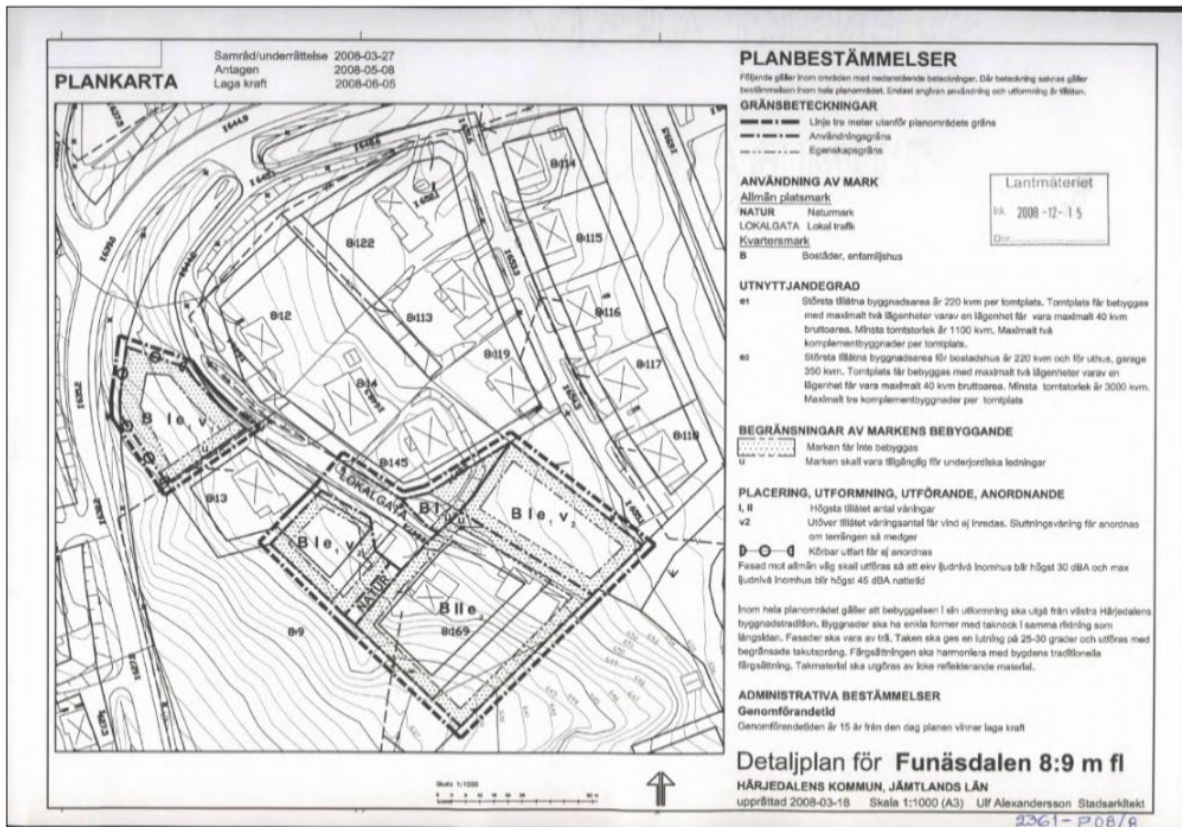 PLANKARTA
Samråd/underrättelse 2008-03-27
Antagen 2008-05-08
Laga kraft 2008-06-05
8:114
8:122
8:115
8:12
8:113
8:116
8:119
8:117
8:14
8:118
8:145
B I e, v
u
8:13
LOKALGATA
B I
B I e, v2
B I e, v2
NATUR
B II e
8:169
8:9
Skala 1:1000
PLANBESTÄMMELSER
Följande gäller inom områden med nedanstående beteckningar. Där beteckning saknas gäller
bestämmelsen inom hela planområdet. Endast angiven användning och utformning är tillåten.
GRÄNSBETECKNINGAR
Linje tre meter utanför planområdets gräns
Användningsgräns
Egenskapsgräns
ANVÄNDNING AV MARK
Allmän platsmark
NATUR Naturmark
LOKALGATA Lokal trafik
Kvartersmark
B Bostäder, enfamiljshus
Lantmäteriet
Ink. 2008-12-15
Dnr:
UTNYTTJANDEGRAD
e1 Största tillåtna byggnadsarea är 220 kvm per tomtplats. Tomtplats får bebyggas
med maximalt två lägenheter varav en lägenhet får vara maximalt 40 kvm
bruttoarea. Minsta tomtstorlek är 1100 kvm. Maximalt två
komplementbyggnader per tomtplats.
e2 Största tillåtna byggnadsarea för bostadshus är 220 kvm och för uthus, garage
350 kvm. Tomtplats får bebyggas med maximalt två lägenheter varav en
lägenhet får vara maximalt 40 kvm bruttoarea. Minsta tomtstorlek är 3000 kvm.
Maximalt tre komplementbyggnader per tomtplats
BEGRÄNSNINGAR AV MARKENS BEBYGGANDE
Marken får inte bebyggas
u Marken skall vara tillgänglig för underjordiska ledningar
PLACERING, UTFORMNING, UTFÖRANDE, ANORDNANDE
I, II Högsta tillåtet antal våningar
v2 Utöver tillåtet våningsantal får vind ej inredas. Sluttningsvåning får anordnas
om terrängen så medger
Körbar utfart får ej anordnas
Fasad mot allmän väg skall utföras så att ekv ljudnivå inomhus blir högst 30 dBA och max
ljudnivå inomhus blir högst 45 dBA nattetid
Inom hela planområdet gäller att bebyggelsen i sin utformning ska utgå från västra Härjedalens
byggnadstradition. Byggnader ska ha enkla former med taknock i samma riktning som
långsidan. Fasader ska vara av trä. Taken ska ges en lutning på 25-30 grader och utföras med
begränsade takutsprång. Färgsättningen ska harmoniera med bygdens traditionella
färgsättning. Takmaterial ska utgöras av icke reflekterande material.
ADMINISTRATIVA BESTÄMMELSER
Genomförandetid
Genomförandetiden är 15 år från den dag planen vinner laga kraft
Detaljplan för Funäsdalen 8:9 m fl
HÄRJEDALENS KOMMUN, JÄMTLANDS LÄN
upprättad 2008-03-18 Skala 1:1000 (A3) Ulf Alexandersson Stadsarkitekt
2361-P08/8